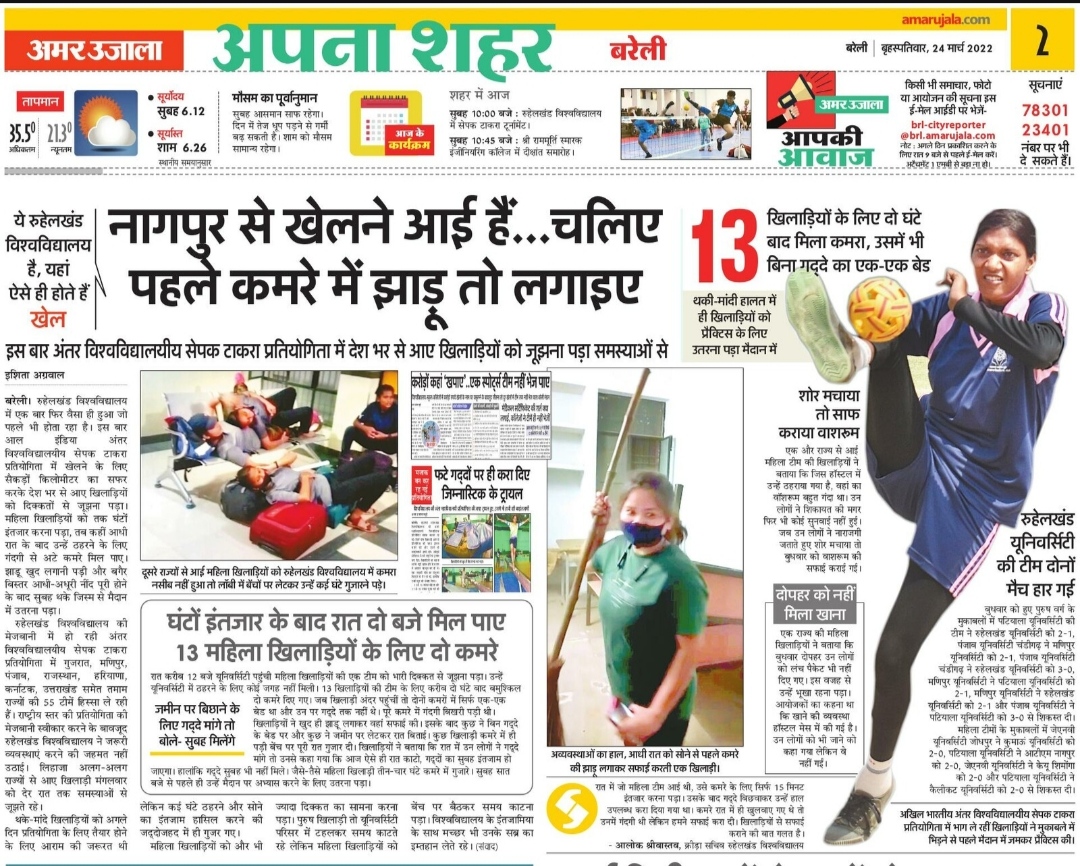 amarujala.com
अमर उजाला
अपना शहर
बरेली
बरेली | बृहस्पतिवार, 24 मार्च 2022
2
तापमान
35.5⁰
अधिकतम
21.3⁰
न्यूनतम
• सूर्योदय
सुबह 6.12
• सूर्यास्त
शाम 6.26
स्थानीय समयानुसार
मौसम का पूर्वानुमान
सुबह आसमान साफ रहेगा।
दिन में तेज धूप पड़ने से गर्मी
बढ़ सकती है। शाम को मौसम
सामान्य रहेगा।
आज के
कार्यक्रम
शहर में आज
सुबह 10:00 बजे : रुहेलखंड विश्वविद्यालय
में सेपक टाकरा टूर्नामेंट।
सुबह 10:45 बजे : श्री राममूर्ति स्मारक
इंजीनियरिंग कॉलेज में दीक्षांत समारोह।
अमर उजाला
आपकी
आवाज
किसी भी समाचार, फोटो
या आयोजन की सूचना इस
ई-मेल आईडी पर भेजें-
brl-cityreporter
@brl.amarujala.com
नोट : अगले दिन प्रकाशित करने के
लिए रात 9 बजे से पहले ई-मेल करें।
अटैचमेंट 1 एमबी से बड़ा ना हो।
सूचनाएं
78301
23401
नंबर पर भी
दे सकते हैं।
ये रुहेलखंड
विश्वविद्यालय
है, यहां
ऐसे ही होते हैं
खेल
नागपुर से खेलने आई हैं...चलिए
पहले कमरे में झाड़ू तो लगाइए
इस बार अंतर विश्वविद्यालयीय सेपक टाकरा प्रतियोगिता में देश भर से आए खिलाड़ियों को जूझना पड़ा समस्याओं से
13
खिलाड़ियों के लिए दो घंटे
बाद मिला कमरा, उसमें भी
बिना गद्दे का एक-एक बेड
थकी-मांदी हालत में
ही खिलाड़ियों को
प्रैक्टिस के लिए
उतरना पड़ा मैदान में
इशिता अग्रवाल
बरेली। रुहेलखंड विश्वविद्यालय
में एक बार फिर वैसा ही हुआ जो
पहले भी होता रहा है। इस बार
आल इंडिया अंतर
विश्वविद्यालयीय सेपक टाकरा
प्रतियोगिता में खेलने के लिए
सैकड़ों किलोमीटर का सफर
करके देश भर से आए खिलाड़ियों
को दिक्कतों से जूझना पड़ा।
महिला खिलाड़ियों को तक घंटों
इंतजार करना पड़ा, तब कहीं आधी
रात के बाद उन्हें ठहरने के लिए
गंदगी से अटे कमरे मिल पाए।
झाड़ू खुद लगानी पड़ी और बगैर
बिस्तर आधी-अधूरी नींद पूरी होने
के बाद सुबह थके जिस्म से मैदान
में उतरना पड़ा।
रुहेलखंड विश्वविद्यालय की
मेजबानी में हो रही अंतर
विश्वविद्यालयीय सेपक टाकरा
प्रतियोगिता में गुजरात, मणिपुर,
पंजाब, राजस्थान, हरियाणा,
कर्नाटक, उत्तराखंड समेत तमाम
राज्यों की 55 टीमें हिस्सा ले रही
हैं। राष्ट्रीय स्तर की प्रतियोगिता की
मेजबानी स्वीकार करने के बावजूद
रुहेलखंड विश्वविद्यालय ने जरूरी
व्यवस्थाएं करने की जहमत नहीं
उठाई। लिहाजा अलग-अलग
राज्यों से आए खिलाड़ी मंगलवार
को देर रात तक समस्याओं से
जूझते रहे।
थके-मांदे खिलाड़ियों को अगले
दिन प्रतियोगिता के लिए तैयार होने
के लिए आराम की जरूरत थी
करोड़ों कहां 'खपाए'..एक स्पोर्ट्स टीम नहीं भेज पाए
फटे गद्दों पर ही करा दिए
जिम्नास्टिक के ट्रायल
दूसरे राज्यों से आई महिला खिलाड़ियों को रुहेलखंड विश्वविद्यालय में कमरा
नसीब नहीं हुआ तो लॉबी में बेंचों पर लेटकर उन्हें कई घंटे गुजारने पड़े।
घंटों इंतजार के बाद रात दो बजे मिल पाए
13 महिला खिलाड़ियों के लिए दो कमरे
रात करीब 12 बजे यूनिवर्सिटी पहुंची महिला खिलाड़ियों की एक टीम को भारी दिक्कत से जूझना पड़ा। उन्हें
यूनिवर्सिटी में ठहरने के लिए कोई जगह नहीं मिली। 13 खिलाड़ियों की टीम के लिए करीब दो घंटे बाद बमुश्किल
दो कमरे दिए गए। जब खिलाड़ी अंदर पहुंचीं तो दोनों कमरों में सिर्फ एक-एक
बेड था और उन पर गद्दे तक नहीं थे। पूरे कमरे में गंदगी बिखरी पड़ी थी।
खिलाड़ियों ने खुद ही झाड़ू लगाकर वहां सफाई की। इसके बाद कुछ ने बिन गद्दे
के बेड पर और कुछ ने जमीन पर लेटकर रात बिताई। कुछ खिलाड़ी कमरे में ही
पड़ी बेंच पर पूरी रात गुजार दी। खिलाड़ियों ने बताया कि रात में उन लोगों ने गद्दे
मांगे तो उनसे कहा गया कि आज ऐसे ही रात काटो, गद्दों का सुबह इंतजाम हो
जाएगा। हालांकि गद्दे सुबह भी नहीं मिले। जैसे-तैसे महिला खिलाड़ी तीन-चार घंटे कमरे में गुजारे। सुबह सात
बजे से पहले ही उन्हें मैदान पर अभ्यास करने के लिए उतरना पड़ा।
जमीन पर बिछाने के
लिए गद्दे मांगे तो
बोले- सुबह मिलेंगे
लेकिन कई घंटे ठहरने और सोने
का इंतजाम हासिल करने की
जद्दोजहद में ही गुजर गए।
महिला खिलाड़ियों को और भी
ज्यादा दिक्कत का सामना करना
पड़ा। पुरुष खिलाड़ी तो यूनिवर्सिटी
परिसर में टहलकर समय काटते
रहे लेकिन महिला खिलाड़ियों को
बेंच पर बैठकर समय काटना
पड़ा। विश्वविद्यालय के इंतजामिया
के साथ मच्छर भी उनके सब्र का
इम्तहान लेते रहे। (संवाद)
अव्यवस्थाओं का हाल, आधी रात को सोने से पहले कमरे
की झाड़ू लगाकर सफाई करती एक खिलाड़ी।
रात में जो महिला टीम आई थी, उसे कमरे के लिए सिर्फ 15 मिनट
इंतजार करना पड़ा। उसके बाद गद्दे बिछवाकर उन्हें हाल
उपलब्ध करा दिया गया था। कमरे रात में ही खुलवाए गए थे तो
उनमें गंदगी थी लेकिन हमने सफाई करा दी। खिलाड़ियों से सफाई
कराने की बात गलत है।
- आलोक श्रीवास्तव, क्रीड़ा सचिव रुहेलखंड विश्वविद्यालय
शोर मचाया
तो साफ
कराया वाशरूम
एक और राज्य से आई
महिला टीम की खिलाड़ियों ने
बताया कि जिस हॉस्टल में
उन्हें ठहराया गया है, वहां का
वॉशरूम बहुत गंदा था। उन
लोगों ने शिकायत की मगर
फिर भी कोई सुनवाई नहीं हुई।
जब उन लोगों ने नाराजगी
जताते हुए शोर मचाया तो
बुधवार को वाशरूम की
सफाई कराई गई।
दोपहर को नहीं
मिला खाना
एक राज्य की महिला
खिलाड़ियों ने बताया कि
बुधवार दोपहर उन लोगों
को लंच पैकेट भी नहीं
दिए गए। इस वजह से
उन्हें भूखा रहना पड़ा।
आयोजकों का कहना था
कि खाने की व्यवस्था
हॉस्टल मेस में की गई है।
उन लोगों को भी जाने को
कहा गया लेकिन वे
नहीं गईं।
रुहेलखंड
यूनिवर्सिटी
की टीम दोनों
मैच हार गई
बुधवार को हुए पुरुष वर्ग के
मुकाबलों में पटियाला यूनिवर्सिटी की
टीम ने रुहेलखंड यूनिवर्सिटी को 2-1,
पंजाब यूनिवर्सिटी चंडीगढ़ ने मणिपुर
यूनिवर्सिटी को 2-1, पंजाब यूनिवर्सिटी
चंडीगढ़ ने रुहेलखंड यूनिवर्सिटी को 3-0,
मणिपुर यूनिवर्सिटी ने पटियाला यूनिवर्सिटी को
2-1, मणिपुर यूनिवर्सिटी ने रुहेलखंड
यूनिवर्सिटी को 2-1 और पंजाब यूनिवर्सिटी ने
पटियाला यूनिवर्सिटी को 3-0 से शिकस्त दी।
महिला टीमों के मुकाबलों में जेएनवी
यूनिवर्सिटी जोधपुर ने कुमाऊं यूनिवर्सिटी को
2-0, पटियाला यूनिवर्सिटी ने आटीएम नागपुर
को 2-0, जेएनवी यूनिवर्सिटी ने केयू शिमोगा
को 2-0 और पटियाला यूनिवर्सिटी ने
कैलीकट यूनिवर्सिटी को 2-0 से शिकस्त दी।
अखिल भारतीय अंतर विश्वविद्यालयीय सेपक टाकरा
प्रतियोगिता में भाग ले रहीं खिलाड़ियों ने मुकाबले में
भिड़ने से पहले मैदान में जमकर प्रैक्टिस की।